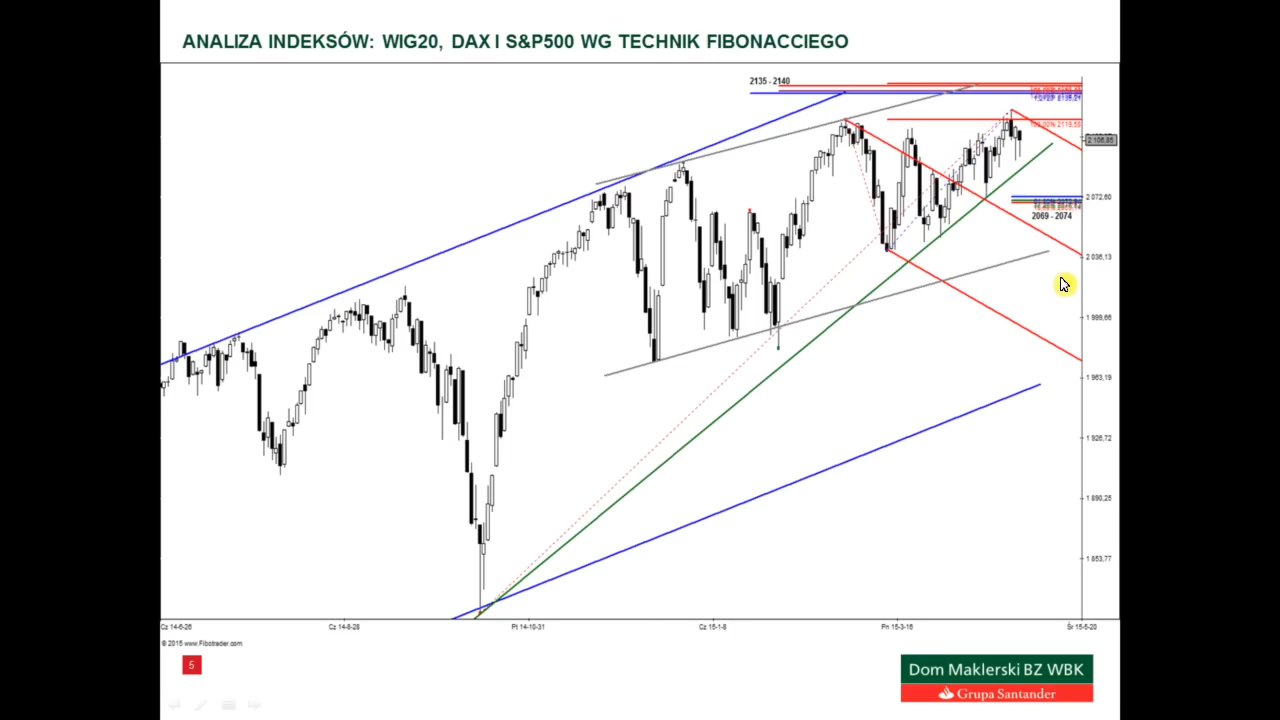 ANALIZA INDEKSÓW: WIG20, DAX I S&P500 WG TECHNIK FIBONACCIEGO
2135 - 2140
2 106,85
2 072,60
2069 - 2074
2 036,13
1 999,66
1 963,19
1 926,72
1 890,25
1 853,77
Cz 14-6-26
Cz 14-8-28
Pt 14-10-31
Cz 15-1-8
Pn 15-3-16
Śr 15-5-20
© 2015 www.Fibotrader.com
5
Dom Maklerski BZ WBK
Grupa Santander